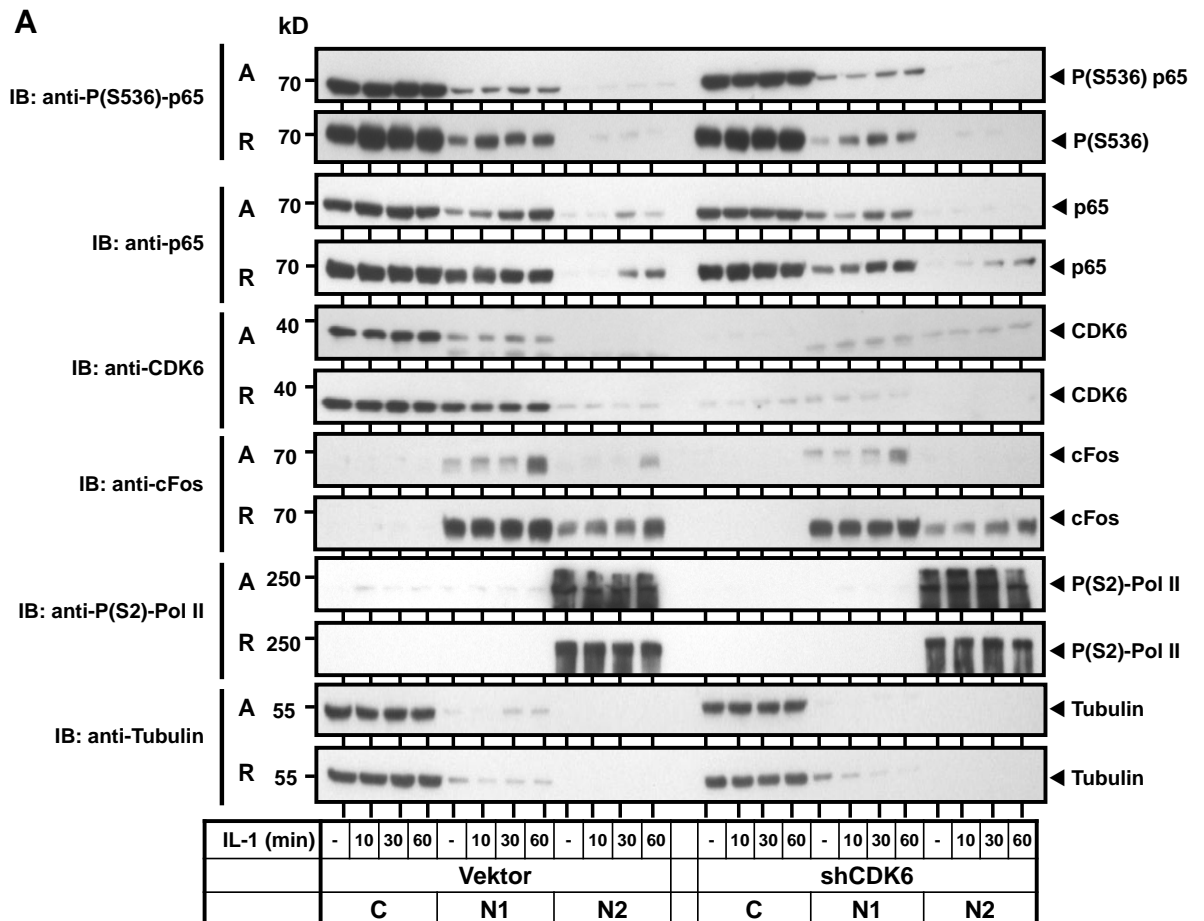 A
kD
IB: anti-P(S536)-p65
A 70 ◄ P(S536) p65
R 70 ◄ P(S536)
IB: anti-p65
A 70 ◄ p65
R 70 ◄ p65
IB: anti-CDK6
A 40 ◄ CDK6
R 40 ◄ CDK6
IB: anti-cFos
A 70 ◄ cFos
R 70 ◄ cFos
IB: anti-P(S2)-Pol II
A 250 ◄ P(S2)-Pol II
R 250 ◄ P(S2)-Pol II
IB: anti-Tubulin
A 55 ◄ Tubulin
R 55 ◄ Tubulin
IL-1 (min) - 10 30 60 - 10 30 60 - 10 30 60 - 10 30 60 - 10 30 60 - 10 30 60
Vektor shCDK6
C N1 N2 C N1 N2